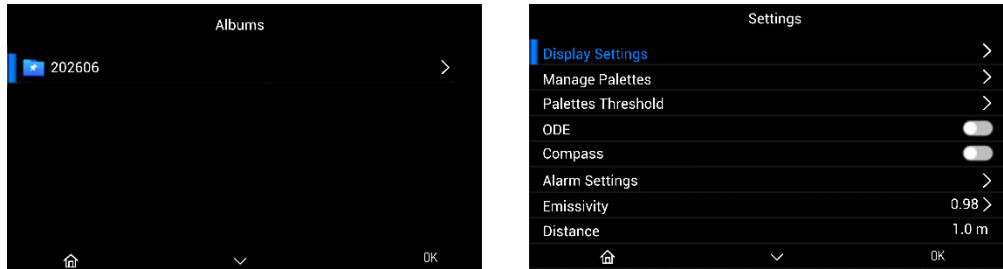 Albums
202606
OK
Settings
Display Settings
Manage Palettes
Palettes Threshold
ODE
Compass
Alarm Settings
Emissivity 0.98
Distance 1.0 m
OK